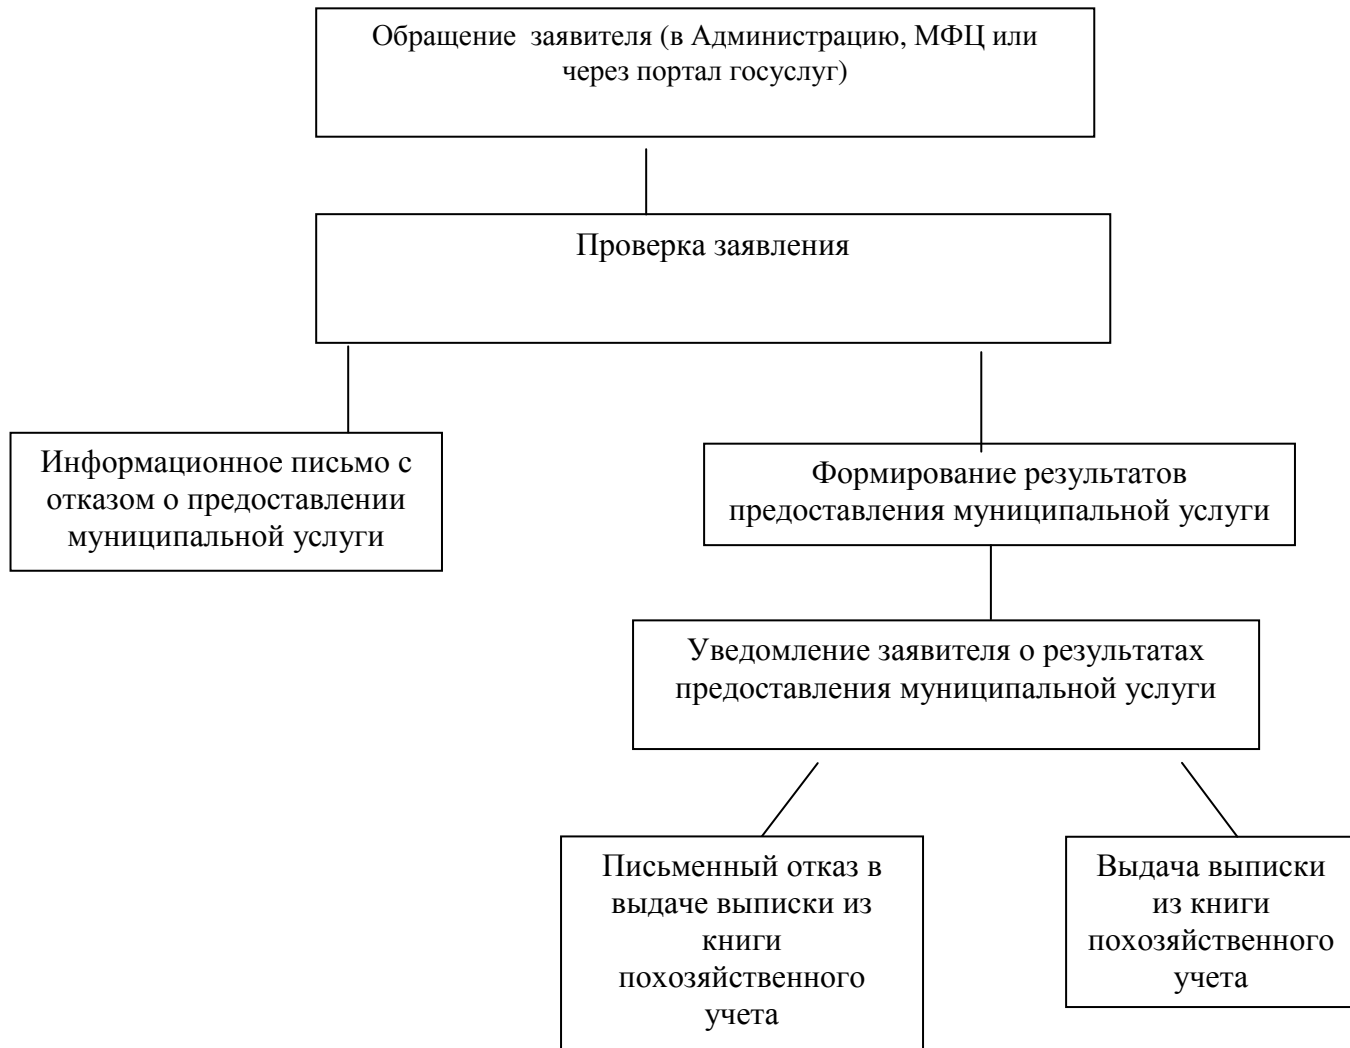 Обращение  заявителя (в Администрацию, МФЦ или
через портал госуслуг)
Проверка заявления
Информационное письмо с
отказом о предоставлении
муниципальной услуги
Формирование результатов
предоставления муниципальной услуги
Уведомление заявителя о результатах
предоставления муниципальной услуги
Письменный отказ в
выдаче выписки из
книги
похозяйственного
учета
Выдача выписки
из книги
похозяйственного
учета